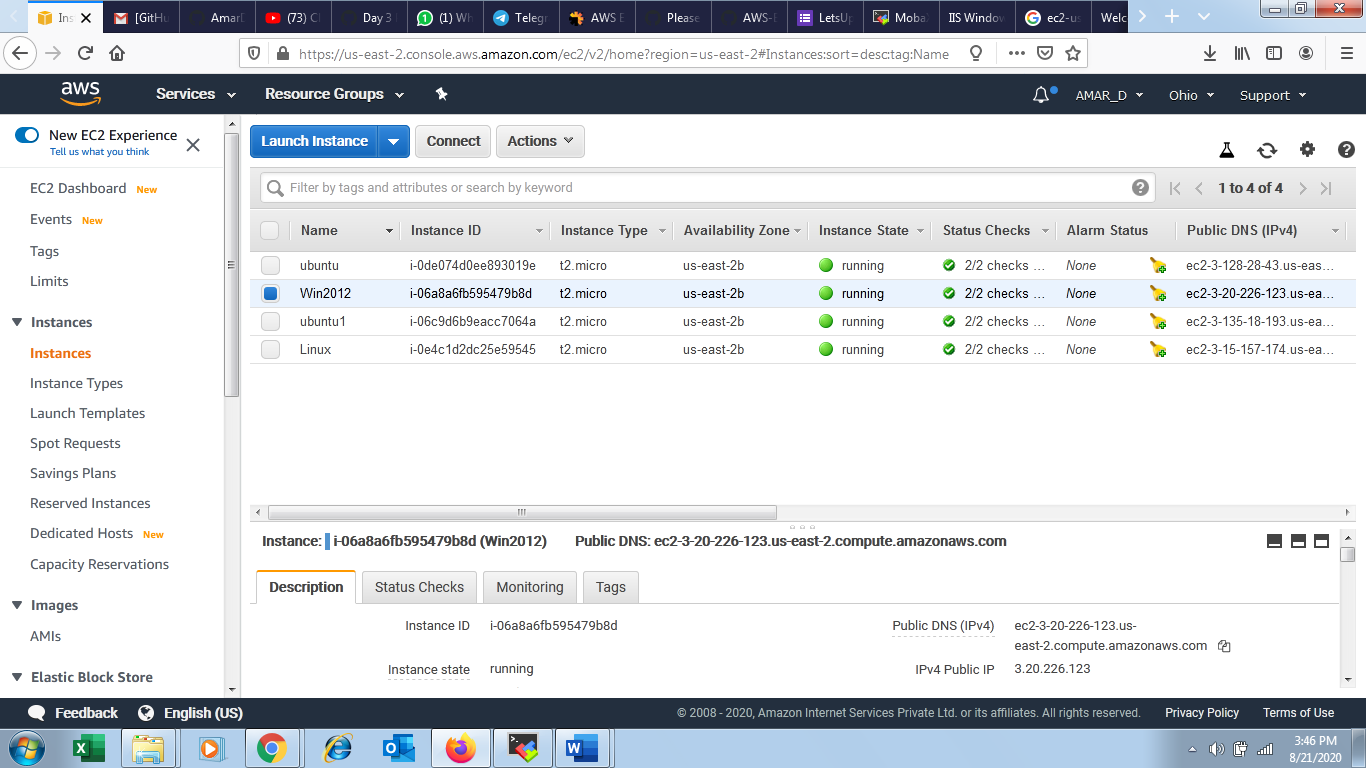 Ins
[GitHu
Amar
(73) C
Day 3
(1) Wh
Telegr
AWS E
Please
AWS-E
LetsUp
Moba
IIS Window
ec2-us
Welc
https://us-east-2.console.aws.amazon.com/ec2/v2/home?region=us-east-2#Instances:sort=desc:tag:Name
aws Services Resource Groups AMAR_D Ohio Support
New EC2 Experience
Tell us what you think
EC2 Dashboard New
Events New
Tags
Limits
Instances
Instances
Instance Types
Launch Templates
Spot Requests
Savings Plans
Reserved Instances
Dedicated Hosts New
Capacity Reservations
Images
AMIs
Elastic Block Store
Launch Instance Connect Actions
Filter by tags and attributes or search by keyword 1 to 4 of 4
Name Instance ID Instance Type Availability Zone Instance State Status Checks Alarm Status Public DNS (IPv4)
ubuntu i-0de074d0ee893019e t2.micro us-east-2b running 2/2 checks ... None ec2-3-128-28-43.us-eas...
Win2012 i-06a8a6fb595479b8d t2.micro us-east-2b running 2/2 checks ... None ec2-3-20-226-123.us-ea...
ubuntu1 i-06c9d6b9eacc7064a t2.micro us-east-2b running 2/2 checks ... None ec2-3-135-18-193.us-ea...
Linux i-0e4c1d2dc25e59545 t2.micro us-east-2b running 2/2 checks ... None ec2-3-15-157-174.us-ea...
Instance: i-06a8a6fb595479b8d (Win2012) Public DNS: ec2-3-20-226-123.us-east-2.compute.amazonaws.com
Description Status Checks Monitoring Tags
Instance ID i-06a8a6fb595479b8d
Public DNS (IPv4) ec2-3-20-226-123.us-
east-2.compute.amazonaws.com
Instance state running
IPv4 Public IP 3.20.226.123
Feedback English (US) © 2008 - 2020, Amazon Internet Services Private Ltd. or its affiliates. All rights reserved. Privacy Policy Terms of Use
3:46 PM
8/21/2020